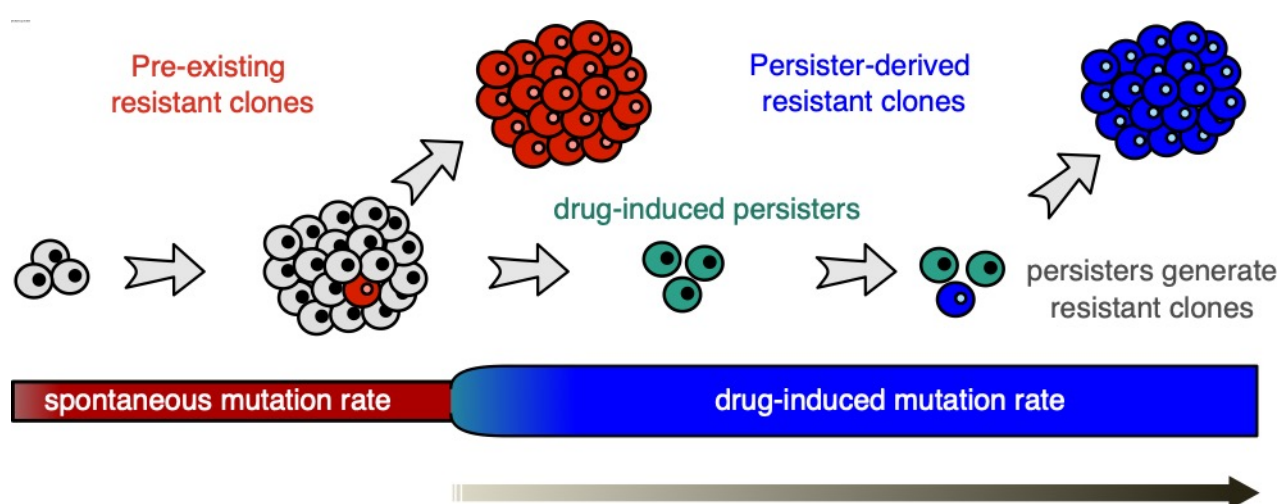 Pre-existing
resistant clones
Persister-derived
resistant clones
drug-induced persisters
persisters generate
resistant clones
spontaneous mutation rate
drug-induced mutation rate